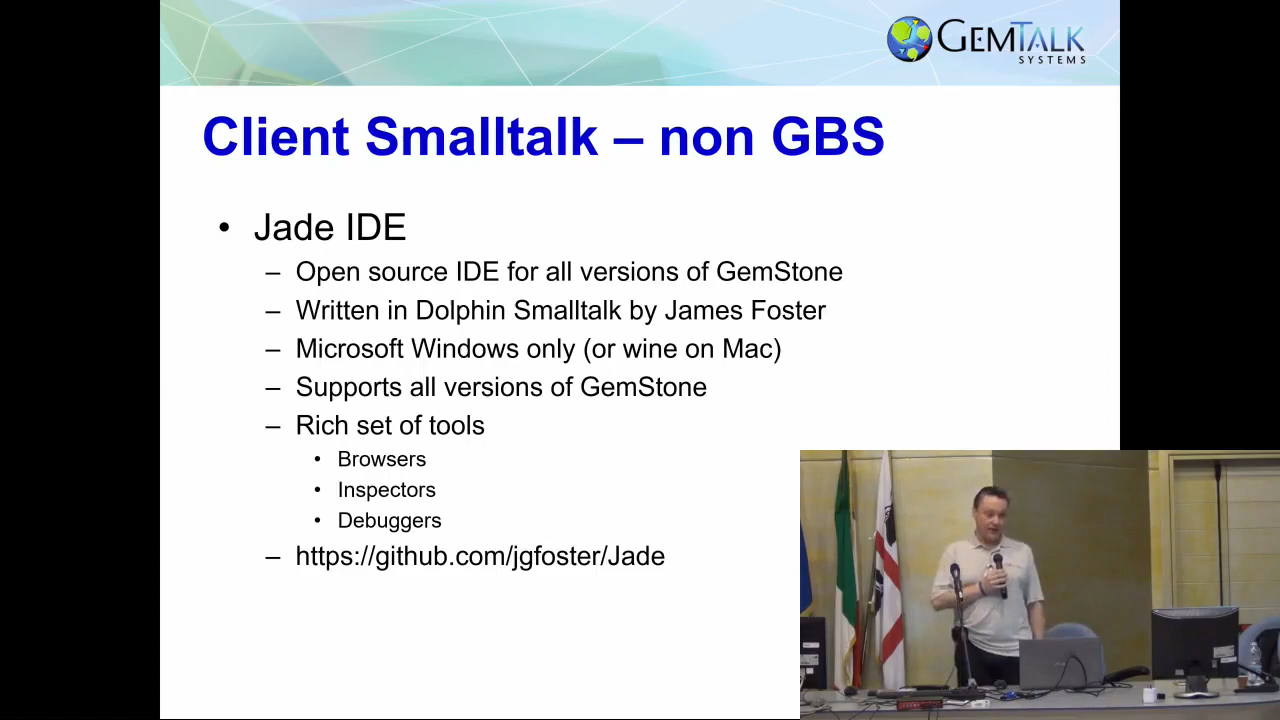 GEMTALK
SYSTEMS
Client Smalltalk – non GBS
• Jade IDE
– Open source IDE for all versions of GemStone
– Written in Dolphin Smalltalk by James Foster
– Microsoft Windows only (or wine on Mac)
– Supports all versions of GemStone
– Rich set of tools
• Browsers
• Inspectors
• Debuggers
– https://github.com/jgfoster/Jade